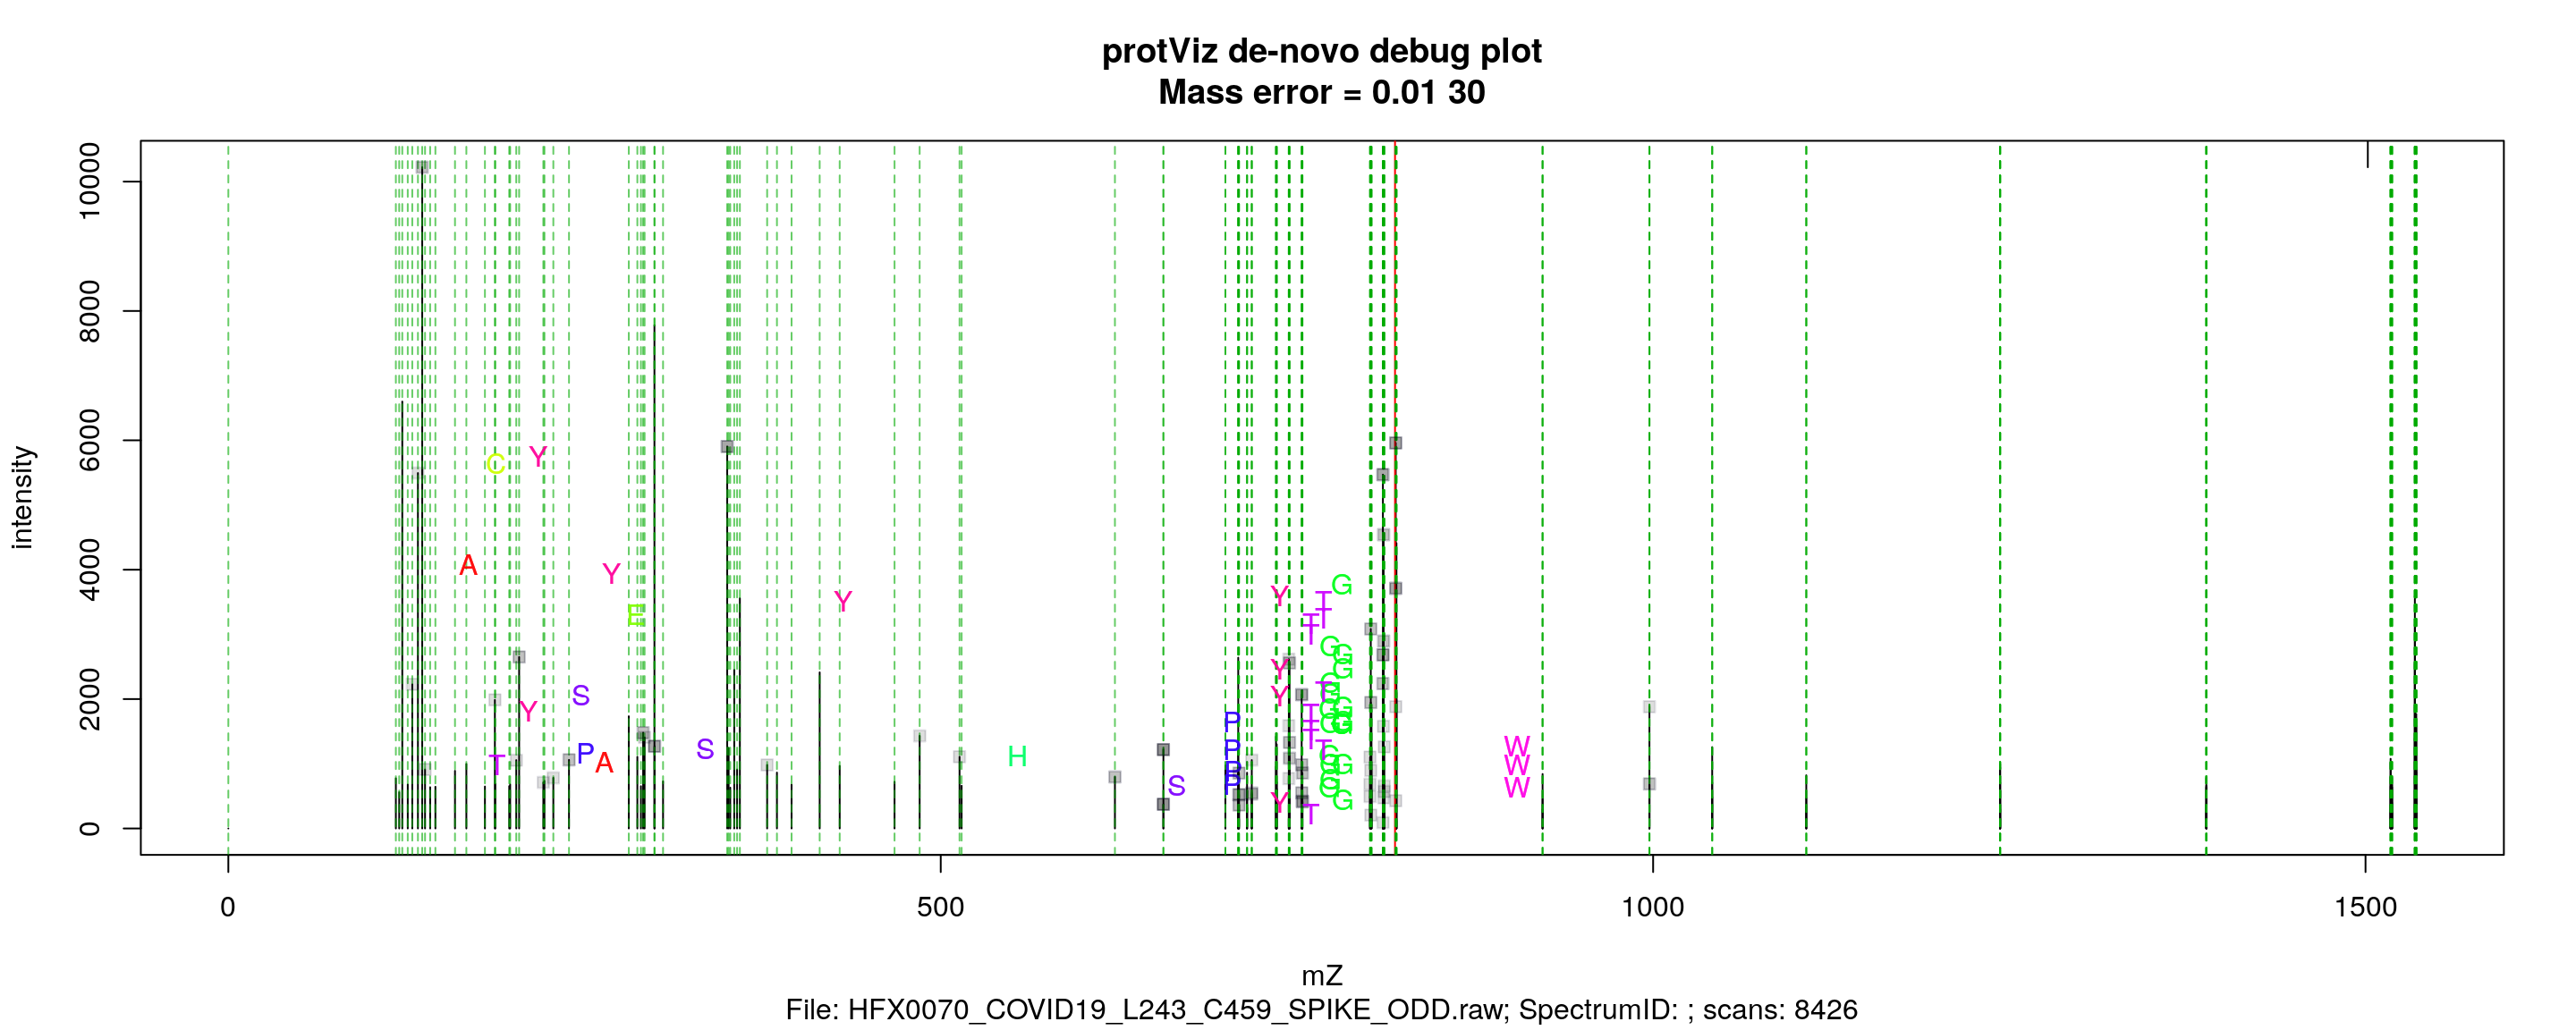 protViz de-novo debug plot
Mass error = 0.01 30
intensity
10000
8000
6000
4000
2000
0
C Y
A Y
E
Y
Y T G
T
T
G
G
Y G
Y S T G
Y T G
P G
S P A P T G
T H W
T W
S P G W
Y G
T
0 500 1000 1500
mZ
File: HFX0070_COVID19_L243_C459_SPIKE_ODD.raw; SpectrumID: ; scans: 8426